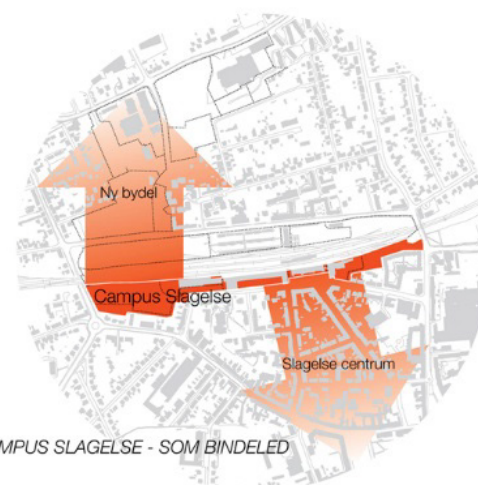 Ny bydel
Campus Slagelse
Slagelse centrum
MPUS SLAGELSE - SOM BINDELED